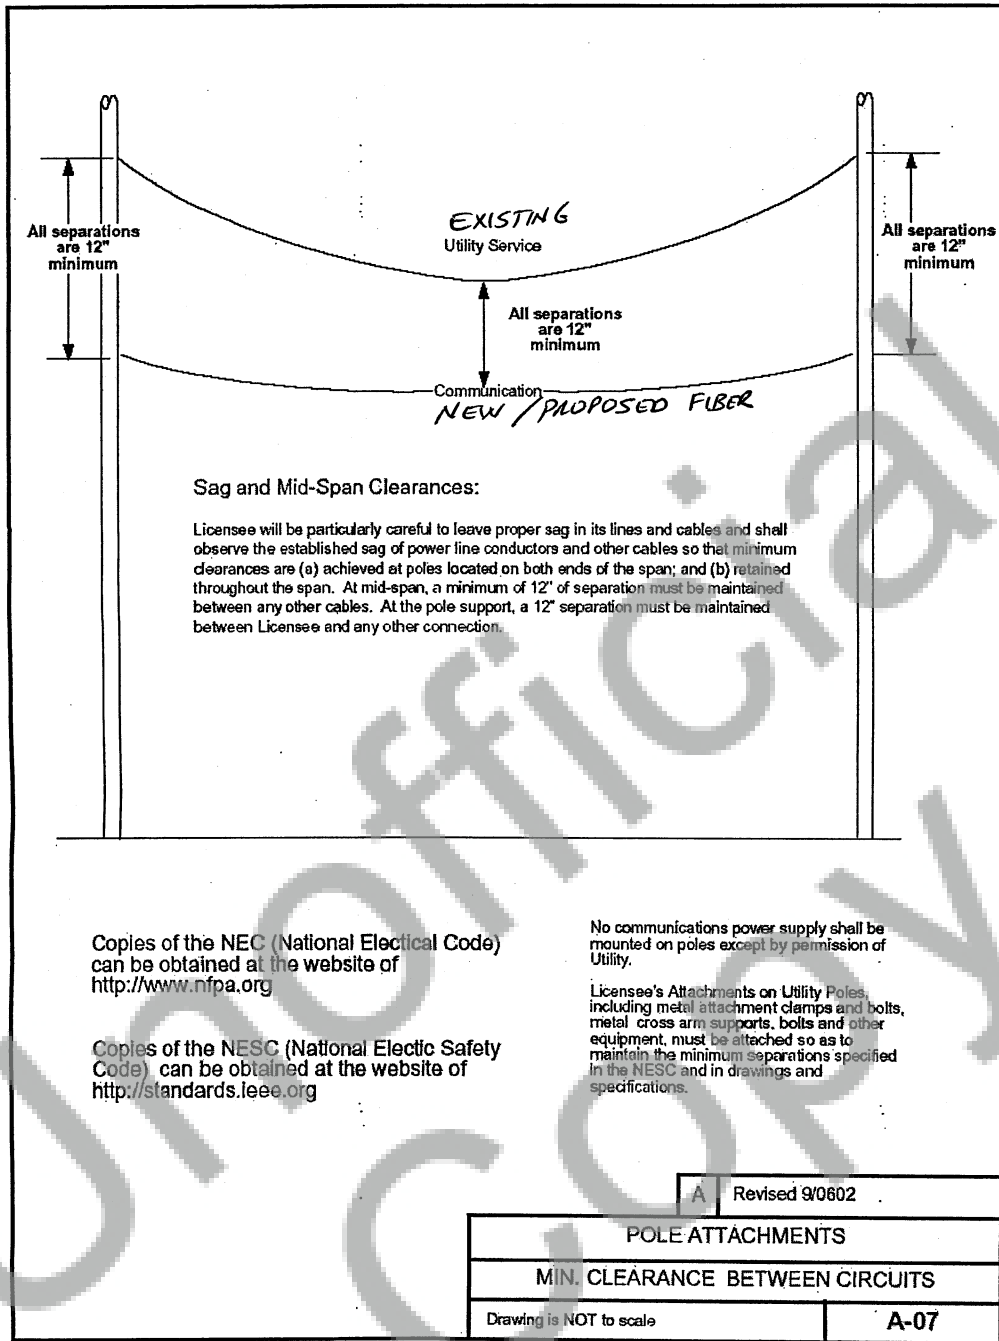 EXISTING
Utility Service
All separations
are 12"
minimum
All separations
are 12"
minimum
All separations
are 12"
minimum
Communication
NEW / PROPOSED FIBER
Sag and Mid-Span Clearances:
Licensee will be particularly careful to leave proper sag in its lines and cables and shall
observe the established sag of power line conductors and other cables so that minimum
clearances are (a) achieved at poles located on both ends of the span; and (b) retained
throughout the span. At mid-span, a minimum of 12" of separation must be maintained
between any other cables. At the pole support, a 12" separation must be maintained
between Licensee and any other connection.
Copies of the NEC (National Electical Code)
can be obtained at the website of
http://www.nfpa.org
Copies of the NESC (National Electic Safety
Code) can be obtained at the website of
http://standards.ieee.org
No communications power supply shall be
mounted on poles except by permission of
Utility.
Licensee's Attachments on Utility Poles,
including metal attachment clamps and bolts,
metal cross arm supports, bolts and other
equipment, must be attached so as to
maintain the minimum separations specified
in the NESC and in drawings and
specifications.
A Revised 9/0602
POLE ATTACHMENTS
MIN. CLEARANCE BETWEEN CIRCUITS
Drawing is NOT to scale A-07
Unofficial
Copy